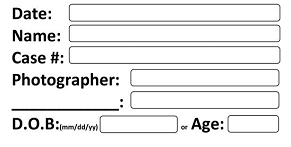 Date:
Name:
Case #:
Photographer:
____________:
D.O.B:(mm/dd/yy) or Age: